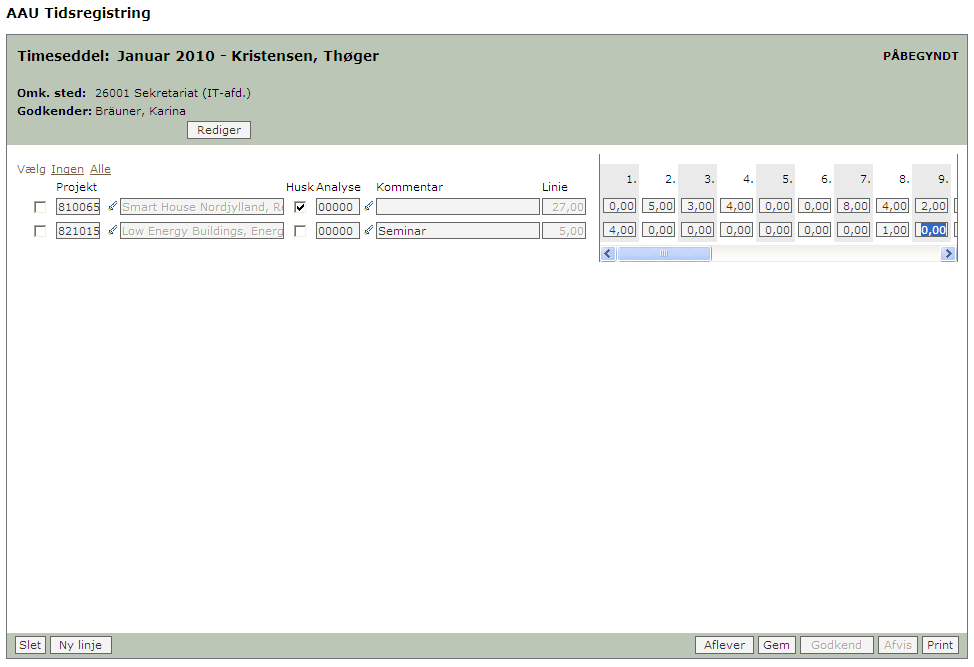 AAU Tidsregistring
Timeseddel: Januar 2010 - Kristensen, Thøger
PÅBEGYNDT
Omk. sted: 26001 Sekretariat (IT-afd.)
Godkender: Bräuner, Karina
Rediger
Vælg Ingen Alle
Projekt Husk Analyse Kommentar Linie 1. 2. 3. 4. 5. 6. 7. 8. 9.
810065 Smart House Nordjylland, 00000 27,00 0,00 5,00 3,00 4,00 0,00 0,00 8,00 4,00 2,00
821015 Low Energy Buildings, Energ 00000 Seminar 5,00 4,00 0,00 0,00 0,00 0,00 0,00 0,00 1,00 0,00
Slet Ny linje Aflever Gem Godkend Afvis Print